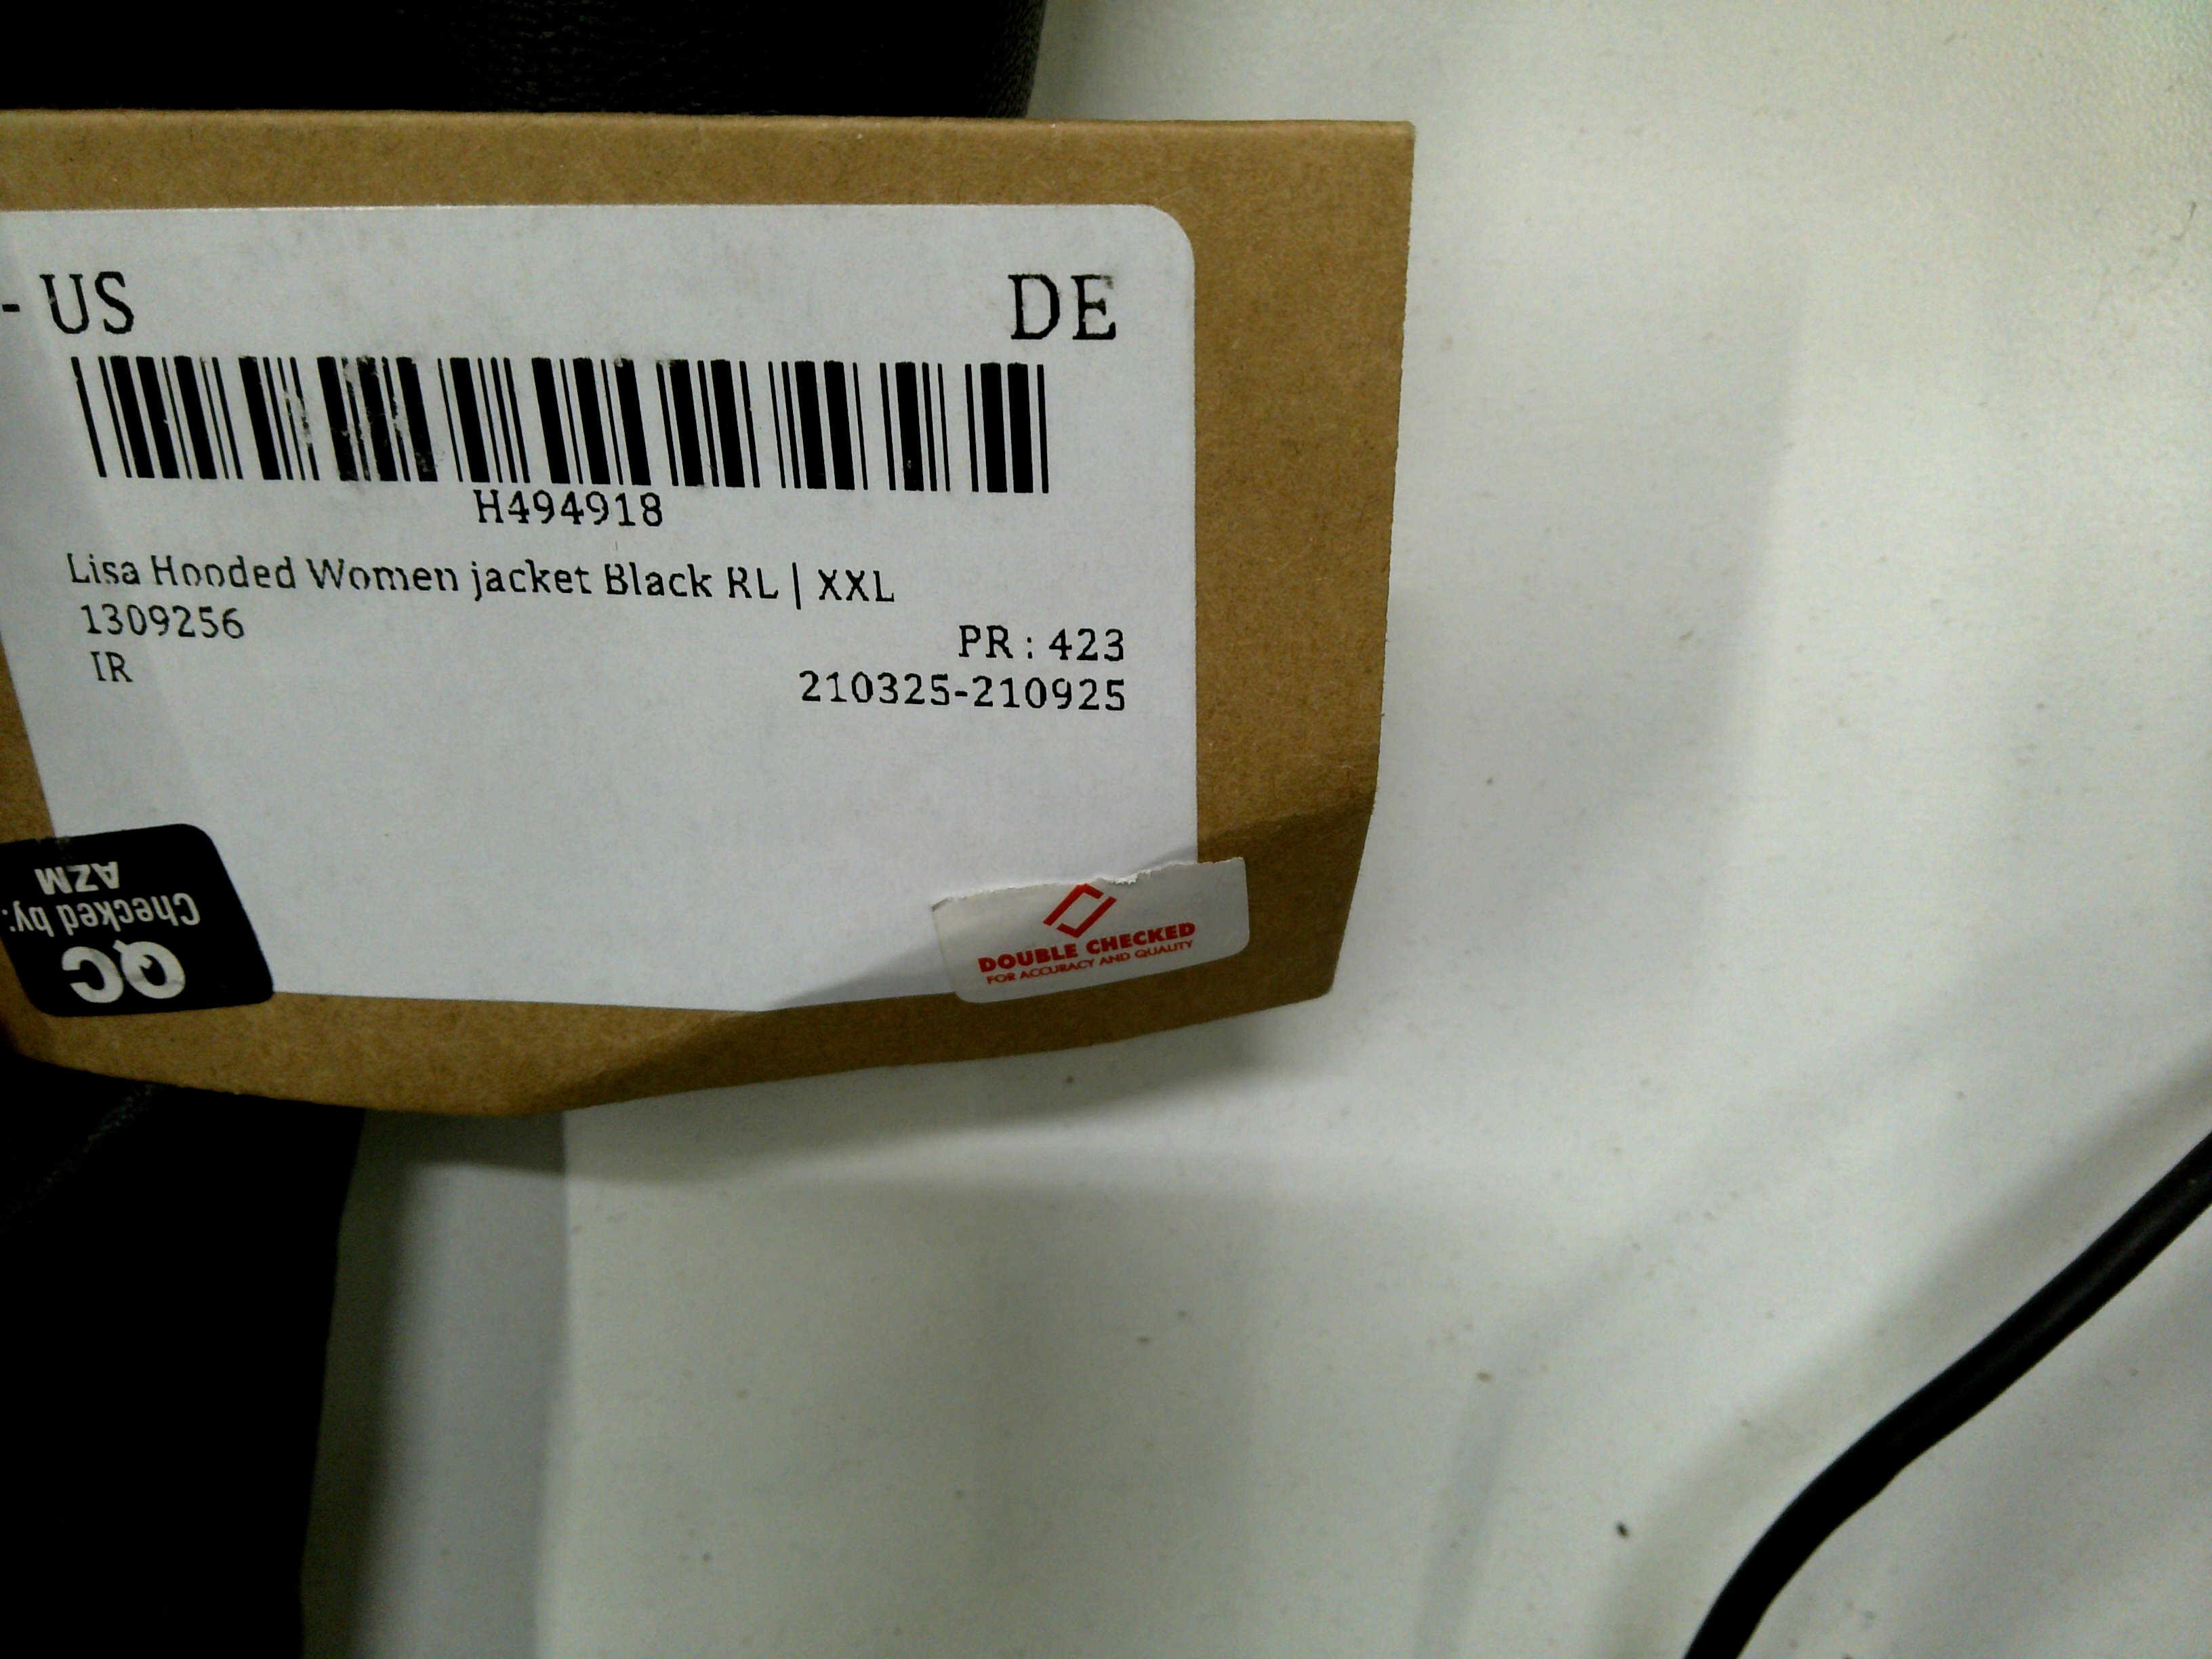 - US DE
H494918
Lisa Hooded Women jacket Black RL | XXL
1309256
PR : 423
IR
210325-210925
QC
Checked by:
AZM
DOUBLE CHECKED
FOR ACCURACY AND QUALITY